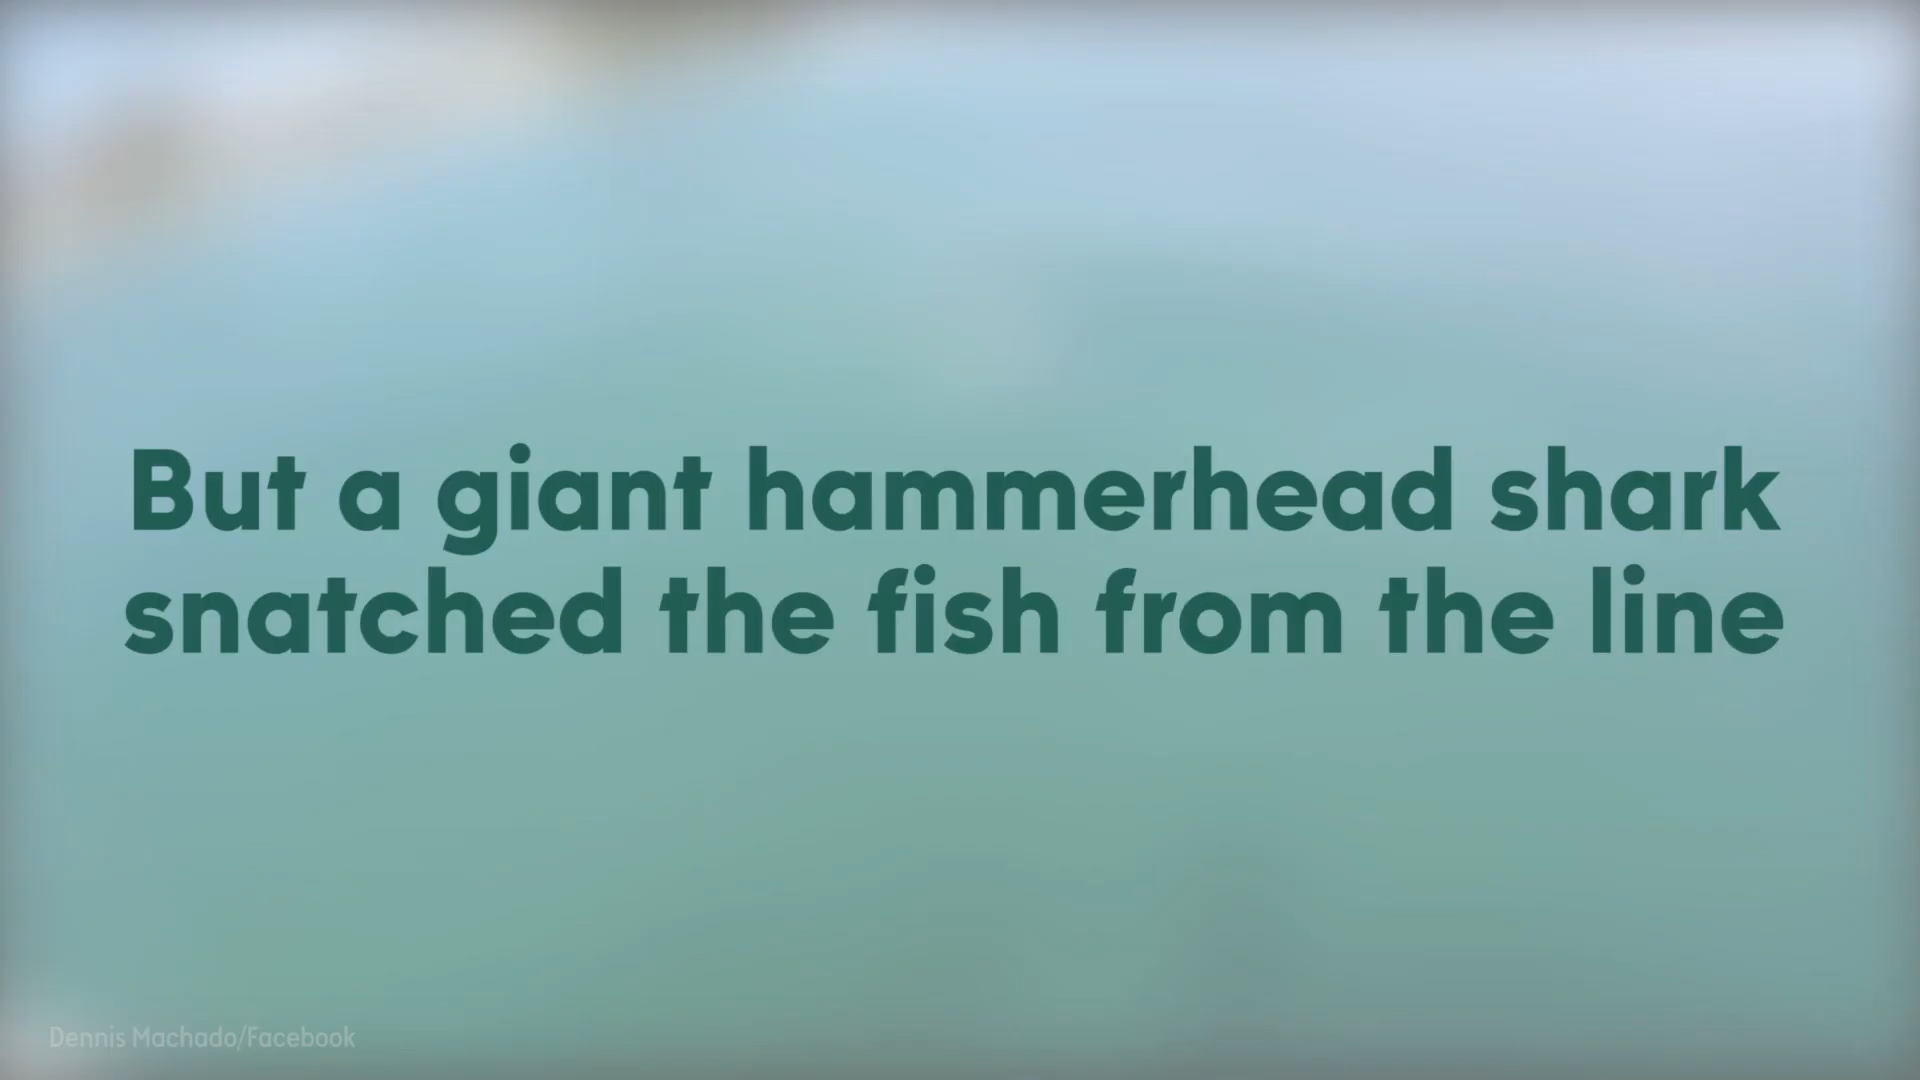 But a giant hammerhead shark
snatched the fish from the line
Dennis Machado/Facebook